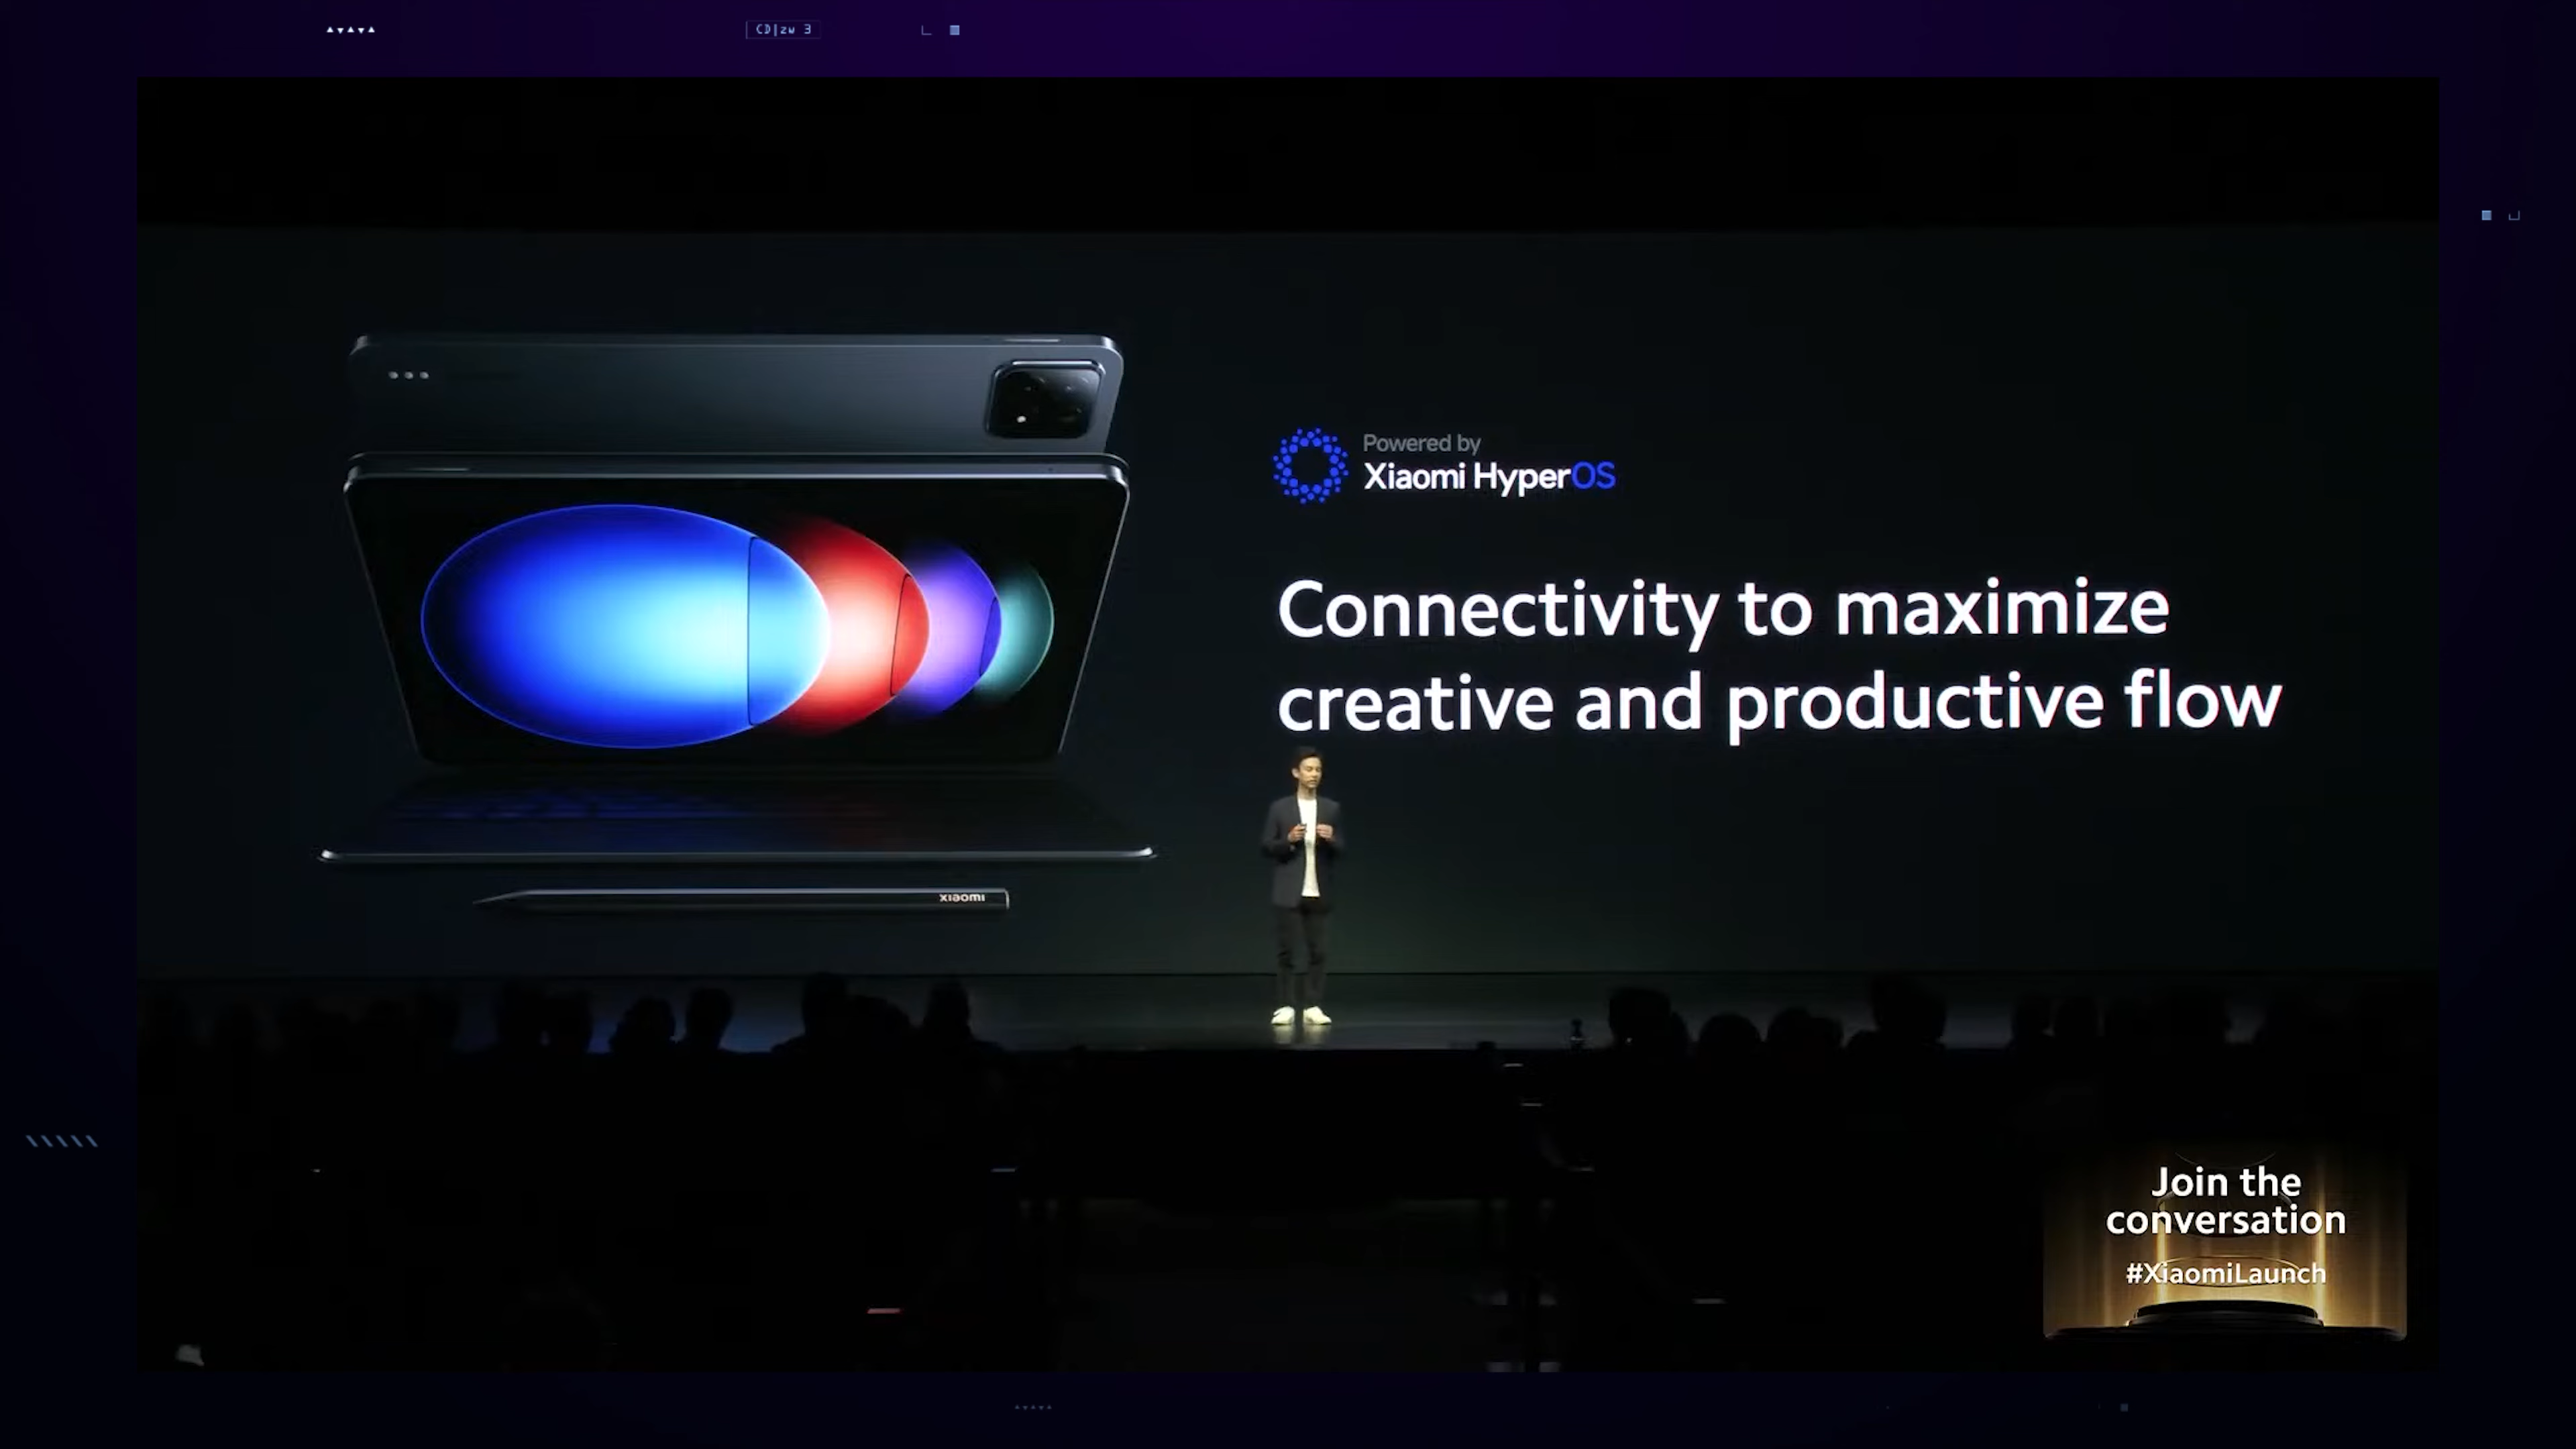 Powered by
Xiaomi HyperOS
Connectivity to maximize
creative and productive flow
xiaomi
Join the
conversation
#XiaomiLaunch